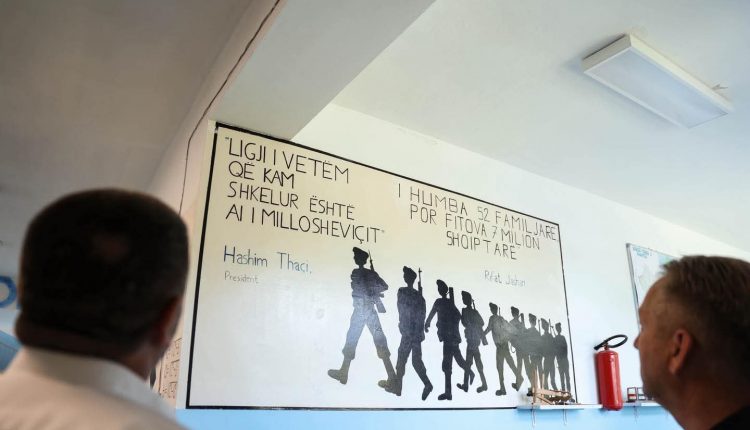 "LIGJI I VETËM
QË KAM
SHKELUR ËSHTË
AI I MILLOSHEVIÇIT"
Hashim Thaçi,
President
I HUMBA 52 FAMILJARË
POR FITOVA 7 MILION
SHQIPTARË
Rifat Jashari